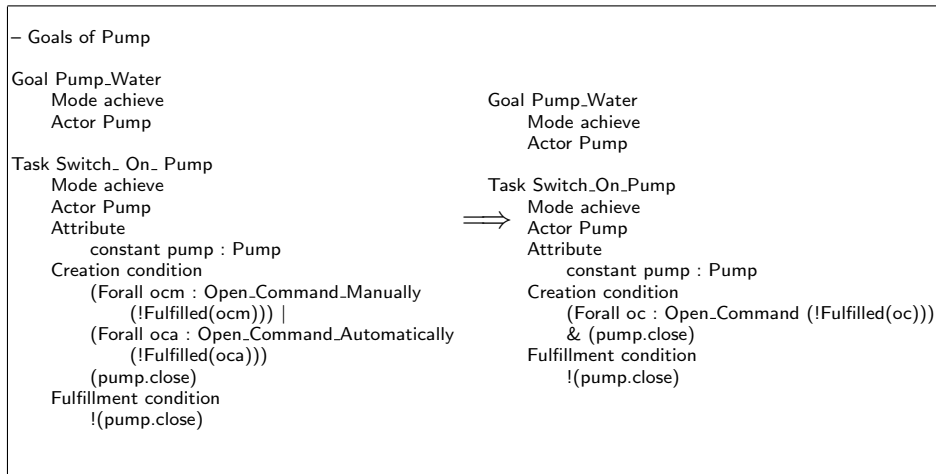 – Goals of Pump
Goal Pump_Water
Mode achieve
Actor Pump
Task Switch_ On_ Pump
Mode achieve
Actor Pump
Attribute
constant pump : Pump
Creation condition
(Forall ocm : Open_Command_Manually
(!Fulfilled(ocm))) |
(Forall oca : Open_Command_Automatically
(!Fulfilled(oca)))
(pump.close)
Fulfillment condition
!(pump.close)
⟹
Goal Pump_Water
Mode achieve
Actor Pump
Task Switch_On_Pump
Mode achieve
Actor Pump
Attribute
constant pump : Pump
Creation condition
(Forall oc : Open_Command (!Fulfilled(oc)))
& (pump.close)
Fulfillment condition
!(pump.close)